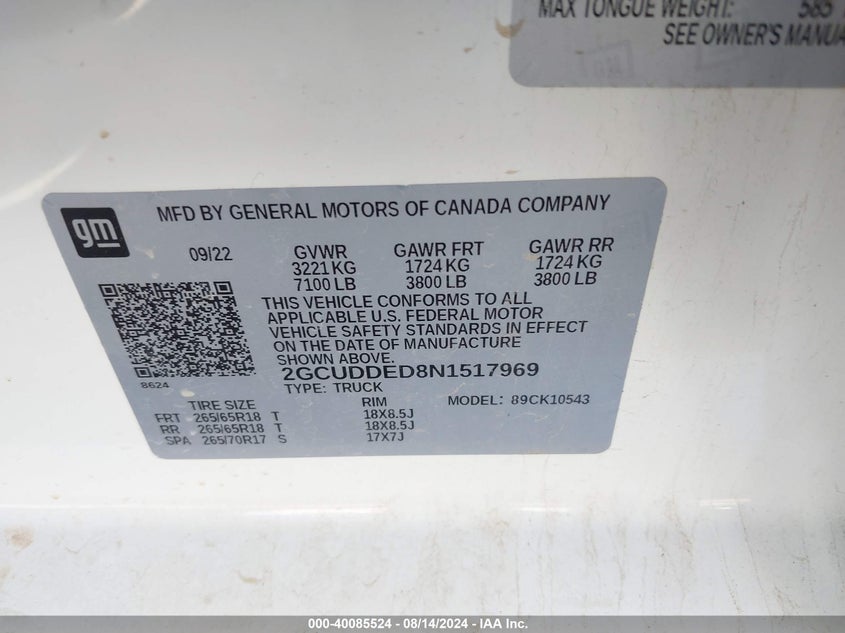 MAX TONGUE WEIGHT: 585
SEE OWNER'S MANUA
gm
MFD BY GENERAL MOTORS OF CANADA COMPANY
09/22 GVWR GAWR FRT GAWR RR
3221 KG 1724 KG 1724 KG
7100 LB 3800 LB 3800 LB
THIS VEHICLE CONFORMS TO ALL
APPLICABLE U.S. FEDERAL MOTOR
VEHICLE SAFETY STANDARDS IN EFFECT
ON THE DATE OF MANUFACTURE
SHOWN ABOVE.
8624
2GCUDDED8N1517969
TYPE: TRUCK
TIRE SIZE RIM MODEL: 89CK10543
FRT 265/65R18 T 18X8.5J
RR 265/65R18 T 18X8.5J
SPA 265/70R17 S 17X7J
000-40085524 - 08/14/2024 - IAA Inc.